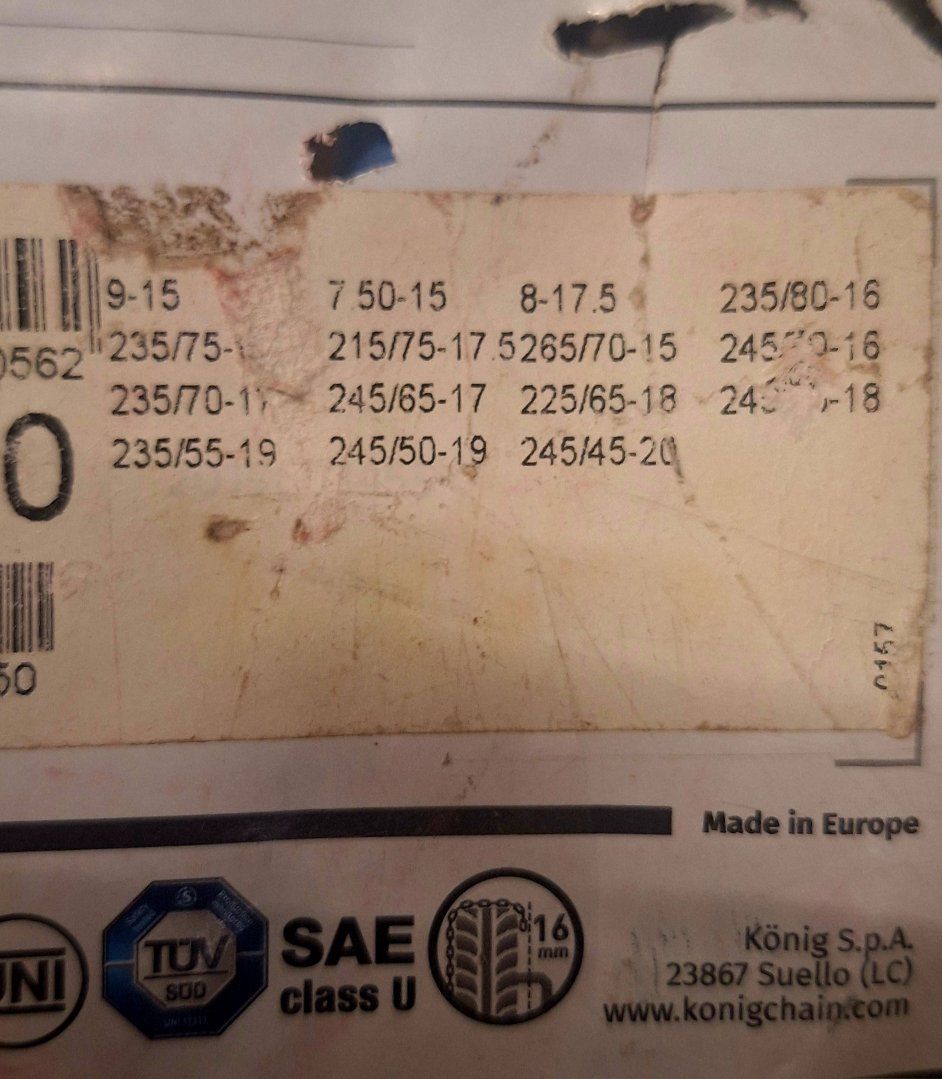 9-15 7.50-15 8-17.5 235/80-16
0562 235/75- 215/75-17.5 265/70-15
235/70-1 245/65-17 225/65-18
0
235/55-19 245/50-19 245/45-20
0157
50
Made in Europe
UNI
TÜV
SÜD
SAE
class U
16
mm
König S.p.A.
23867 Suello (LC)
www.konigchain.com